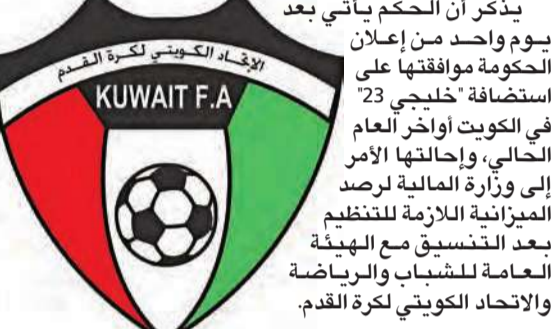 يذكر أن الحكم يأتي بعد
يوم واحد من إعلان
الحكومة موافقتها على
استضافة "خليجي 23"
في الكويت أواخر العام
الحالي، وإحالتها الأمر
إلى وزارة المالية لرصد
الميزانية اللازمة للتنظيم
بعد التنسيق مع الهيئة
العامة للشباب والرياضة
والاتحاد الكويتي لكرة القدم.
الإتحاد الكويتي لكرة القدم
KUWAIT F.A